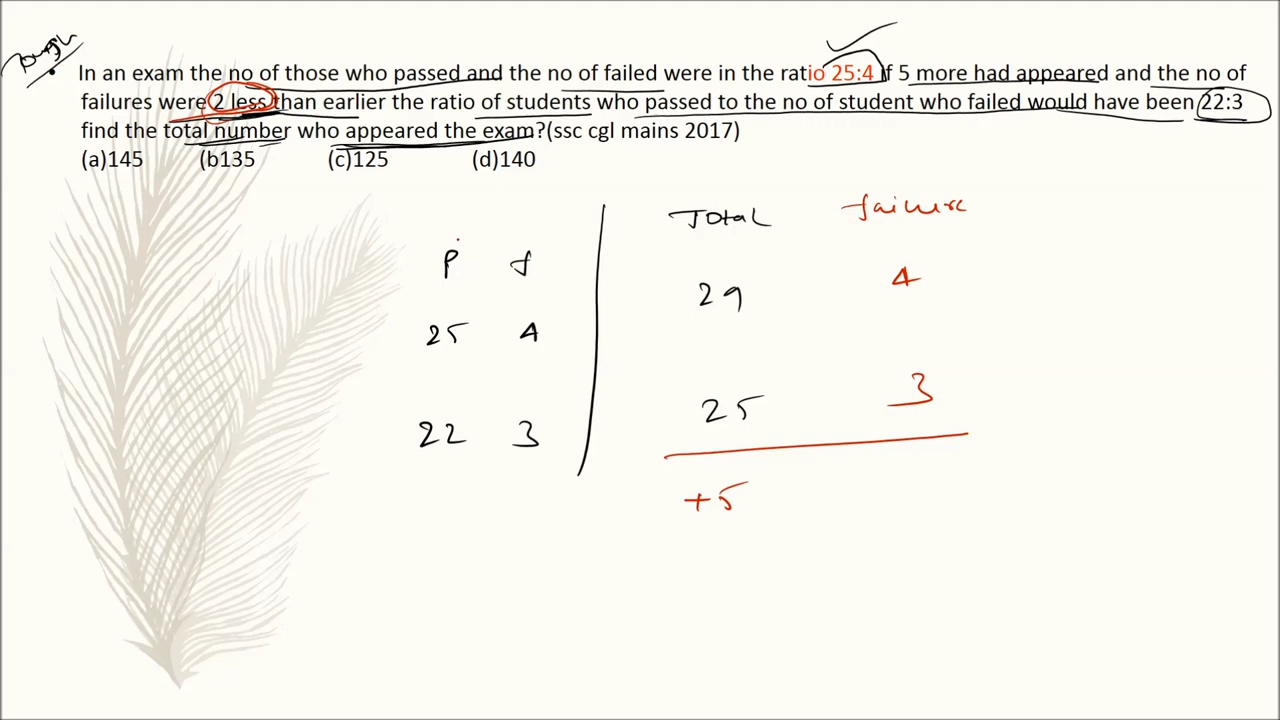 Tough
In an exam the no of those who passed and the no of failed were in the ratio 25:4 if 5 more had appeared and the no of
failures were 2 less than earlier the ratio of students who passed to the no of student who failed would have been 22:3
find the total number who appeared the exam?(ssc cgl mains 2017)
(a)145 (b135 (c)125 (d)140
Total failure
P f
29 4
25 4
25 3
22 3
+5